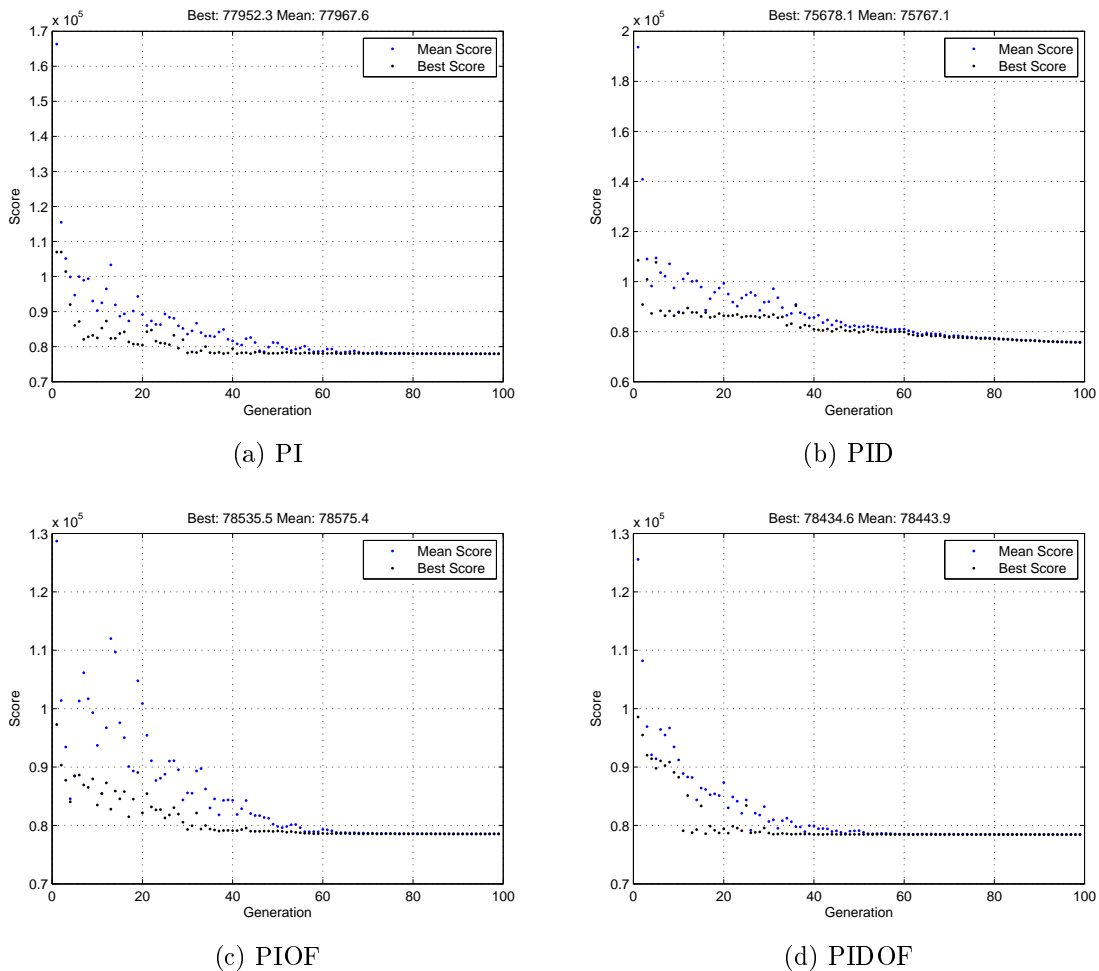 Best: 77952.3 Mean: 77967.6
x 10^5
1.7
1.6
1.5
1.4
1.3
1.2
1.1
1
0.9
0.8
0.7
Score
Mean Score
Best Score
0 20 40 60 80 100
Generation
(a) PI
Best: 75678.1 Mean: 75767.1
x 10^5
2
1.8
1.6
1.4
1.2
1
0.8
0.6
Score
Mean Score
Best Score
0 20 40 60 80 100
Generation
(b) PID
Best: 78535.5 Mean: 78575.4
x 10^5
1.3
1.2
1.1
1
0.9
0.8
0.7
Score
Mean Score
Best Score
0 20 40 60 80 100
Generation
(c) PIOF
Best: 78434.6 Mean: 78443.9
x 10^5
1.3
1.2
1.1
1
0.9
0.8
0.7
Score
Mean Score
Best Score
0 20 40 60 80 100
Generation
(d) PIDOF